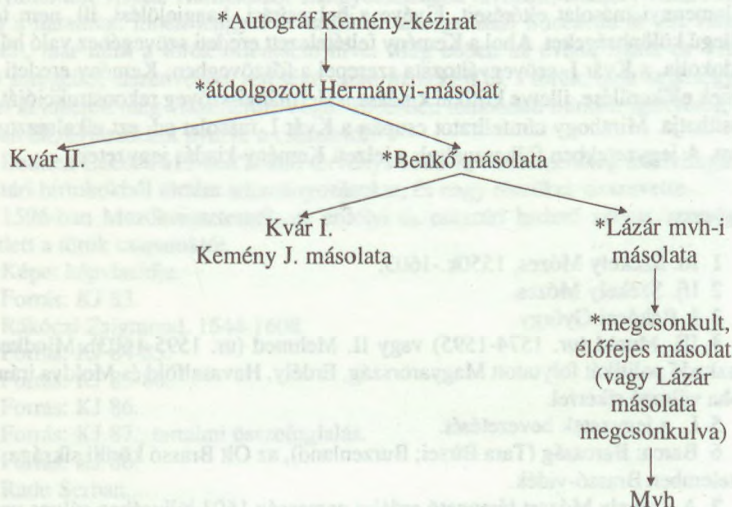 *Autográf Kemény-kézirat
*átdolgozott Hermányi-másolat
Kvár II.
*Benkő másolata
Kvár I.
Kemény J. másolata
*Lázár mvh-i
másolata
*megcsonkult,
élőfejes másolat
(vagy Lázár
másolata
megcsonkulva)
Mvh